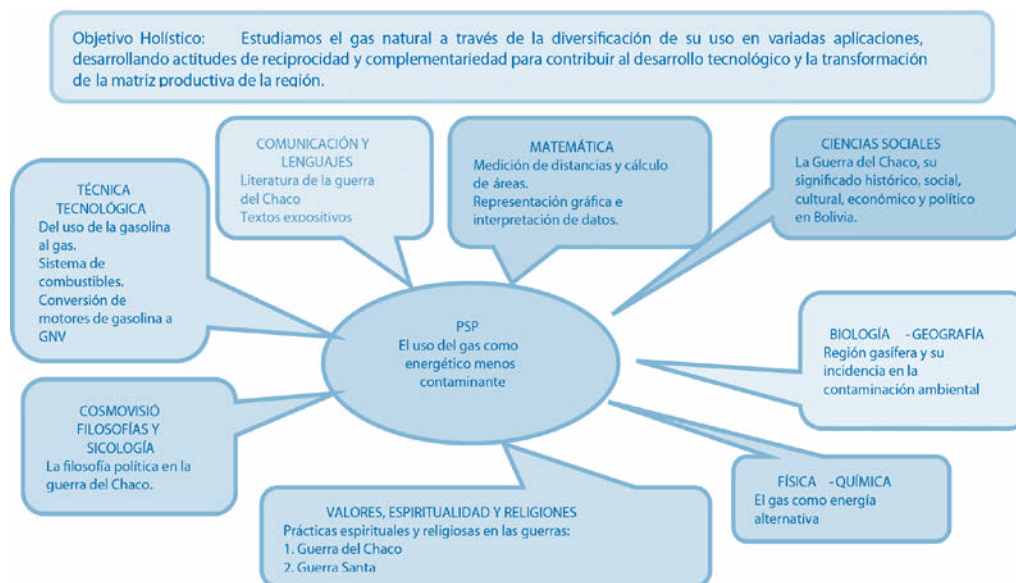 Objetivo Holístico: Estudiamos el gas natural a través de la diversificación de su uso en variadas aplicaciones,
desarrollando actitudes de reciprocidad y complementariedad para contribuir al desarrollo tecnológico y la transformación
de la matriz productiva de la región.
COMUNICACIÓN Y
LENGUAJES
Literatura de la guerra
del Chaco
Textos expositivos
MATEMÁTICA
Medición de distancias y cálculo
de áreas.
Representación gráfica e
interpretación de datos.
CIENCIAS SOCIALES
La Guerra del Chaco, su
significado histórico, social,
cultural, económico y político
en Bolivia.
TÉCNICA
TECNOLÓGICA
Del uso de la gasolina
al gas.
Sistema de
combustibles.
Conversión de
motores de gasolina a
GNV
PSP
El uso del gas como
energético menos
contaminante
BIOLOGÍA -GEOGRAFÍA
Región gasífera y su
incidencia en la
contaminación ambiental
COSMOVISIÓ
FILOSOFÍAS Y
SICOLOGÍA
La filosofía política en la
guerra del Chaco.
VALORES, ESPIRITUALIDAD Y RELIGIONES
Prácticas espirituales y religiosas en las guerras:
1. Guerra del Chaco
2. Guerra Santa
FÍSICA -QUÍMICA
El gas como energía
alternativa